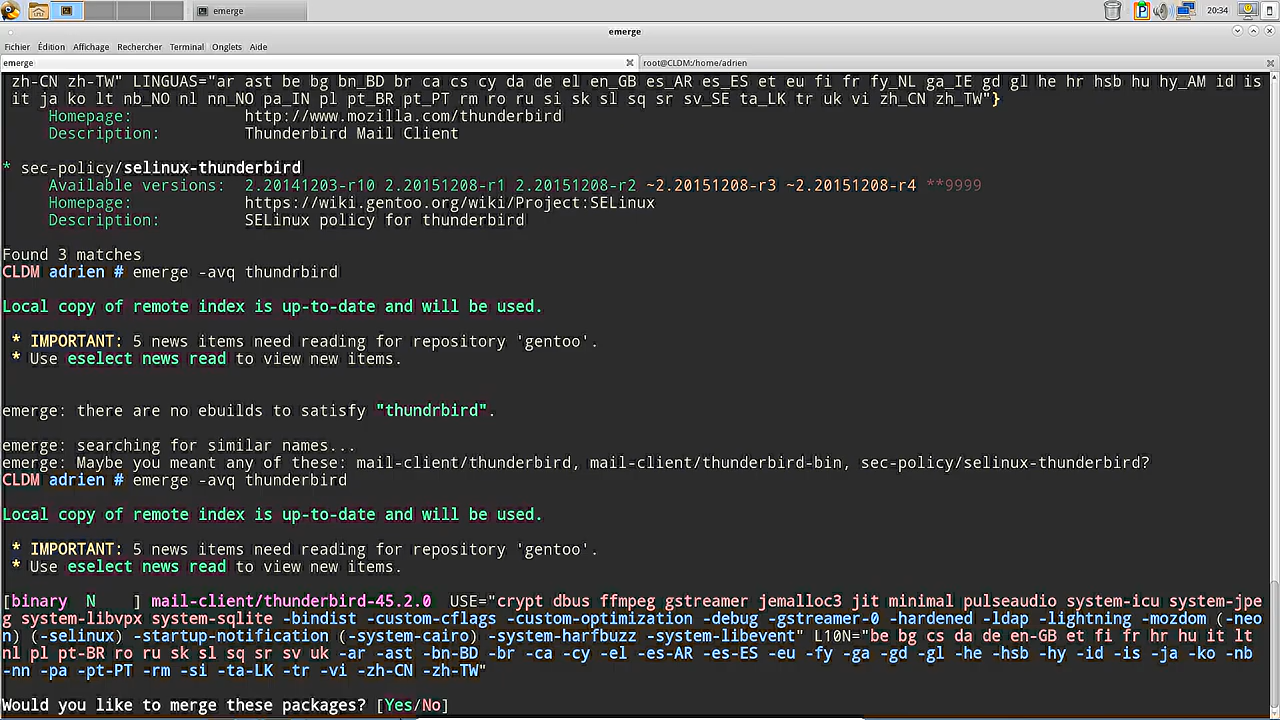 emerge
20:34
emerge
Fichier Édition Affichage Rechercher Terminal Onglets Aide
emerge
root@CLDM:/home/adrien
zh-CN zh-TW" LINGUAS="ar ast be bg bn_BD br ca cs cy da de el en_GB es_AR es_ES et eu fi fr fy_NL ga_IE gd gl he hr hsb hu hy_AM id is
it ja ko lt nb_NO nl nn_NO pa_IN pl pt_BR pt_PT rm ro ru si sk sl sq sr sv_SE ta_LK tr uk vi zh_CN zh_TW"}
Homepage: http://www.mozilla.com/thunderbird
Description: Thunderbird Mail Client
* sec-policy/selinux-thunderbird
Available versions: 2.20141203-r10 2.20151208-r1 2.20151208-r2 ~2.20151208-r3 ~2.20151208-r4 **9999
Homepage: https://wiki.gentoo.org/wiki/Project:SELinux
Description: SELinux policy for thunderbird
Found 3 matches
CLDM adrien # emerge -avq thundrbird
Local copy of remote index is up-to-date and will be used.
* IMPORTANT: 5 news items need reading for repository 'gentoo'.
* Use eselect news read to view new items.
emerge: there are no ebuilds to satisfy "thundrbird".
emerge: searching for similar names...
emerge: Maybe you meant any of these: mail-client/thunderbird, mail-client/thunderbird-bin, sec-policy/selinux-thunderbird?
CLDM adrien # emerge -avq thunderbird
Local copy of remote index is up-to-date and will be used.
* IMPORTANT: 5 news items need reading for repository 'gentoo'.
* Use eselect news read to view new items.
[binary N ] mail-client/thunderbird-45.2.0 USE="crypt dbus ffmpeg gstreamer jemalloc3 jit minimal pulseaudio system-icu system-jpe
g system-libvpx system-sqlite -bindist -custom-cflags -custom-optimization -debug -gstreamer-0 -hardened -ldap -lightning -mozdom (-neo
n) (-selinux) -startup-notification (-system-cairo) -system-harfbuzz -system-libevent" L10N="be bg cs da de en-GB et fi fr hr hu it lt
nl pl pt-BR ro ru sk sl sq sr sv uk -ar -ast -bn-BD -br -ca -cy -el -es-AR -es-ES -eu -fy -ga -gd -gl -he -hsb -hy -id -is -ja -ko -nb
-nn -pa -pt-PT -rm -si -ta-LK -tr -vi -zh-CN -zh-TW"
Would you like to merge these packages? [Yes/No]